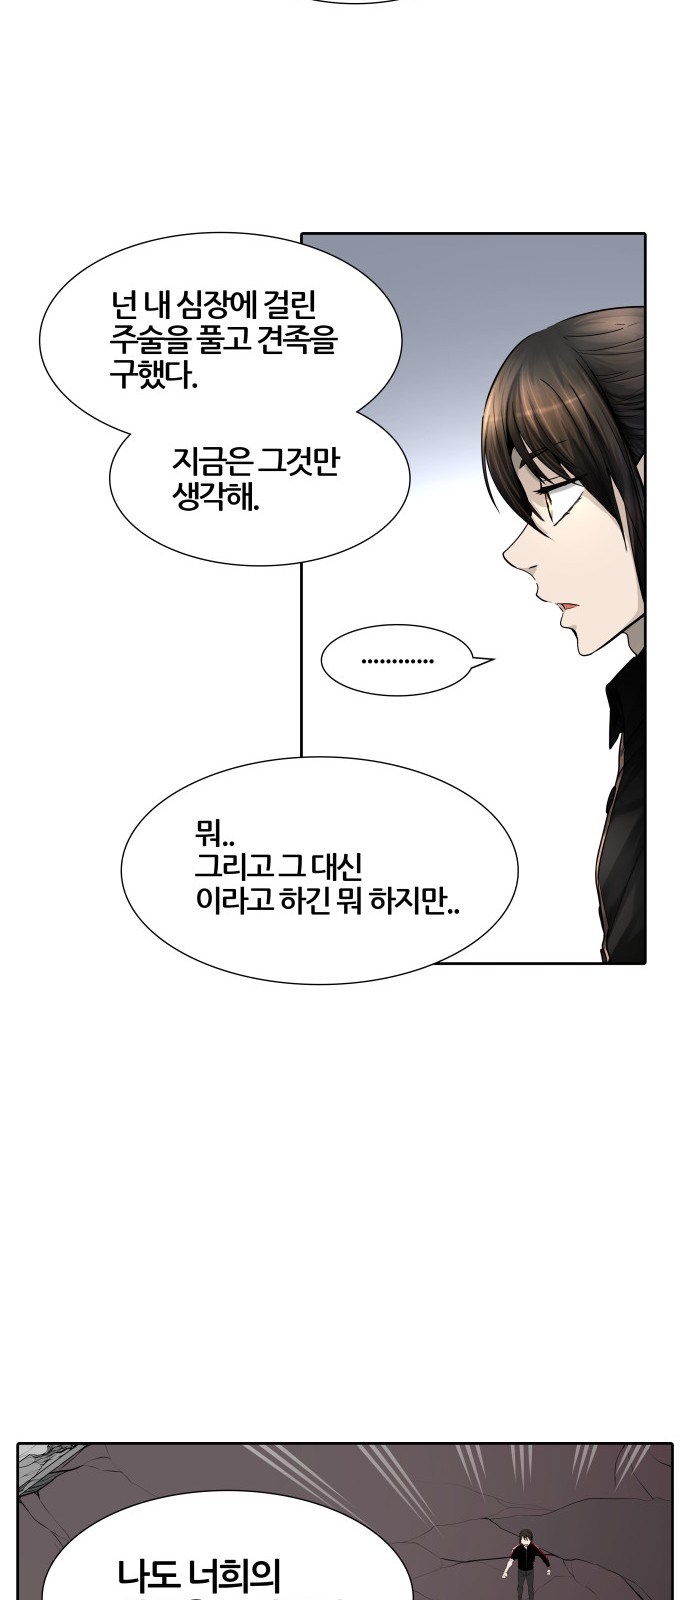 넌 내 심장에 걸린
주술을 풀고 견족을
구했다.
지금은 그것만
생각해.
............
뭐..
그리고 그 대신
이라고 하긴 뭐 하지만..
나도 너희의